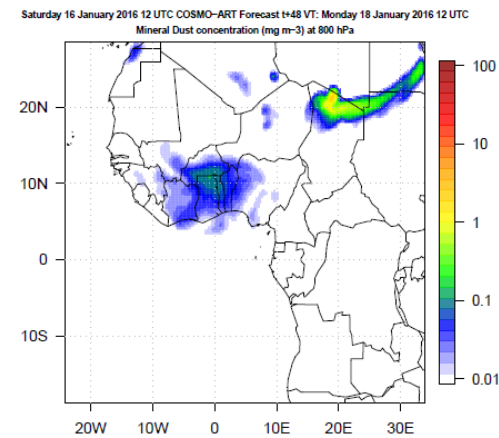 Saturday 16 January 2016 12 UTC COSMO−ART Forecast t+48 VT: Monday 18 January 2016 12 UTC
Mineral Dust concentration (mg m−3) at 800 hPa
20N
10N
0
10S
20W
10W
0
10E
20E
30E
100
10
1
0.1
0.01